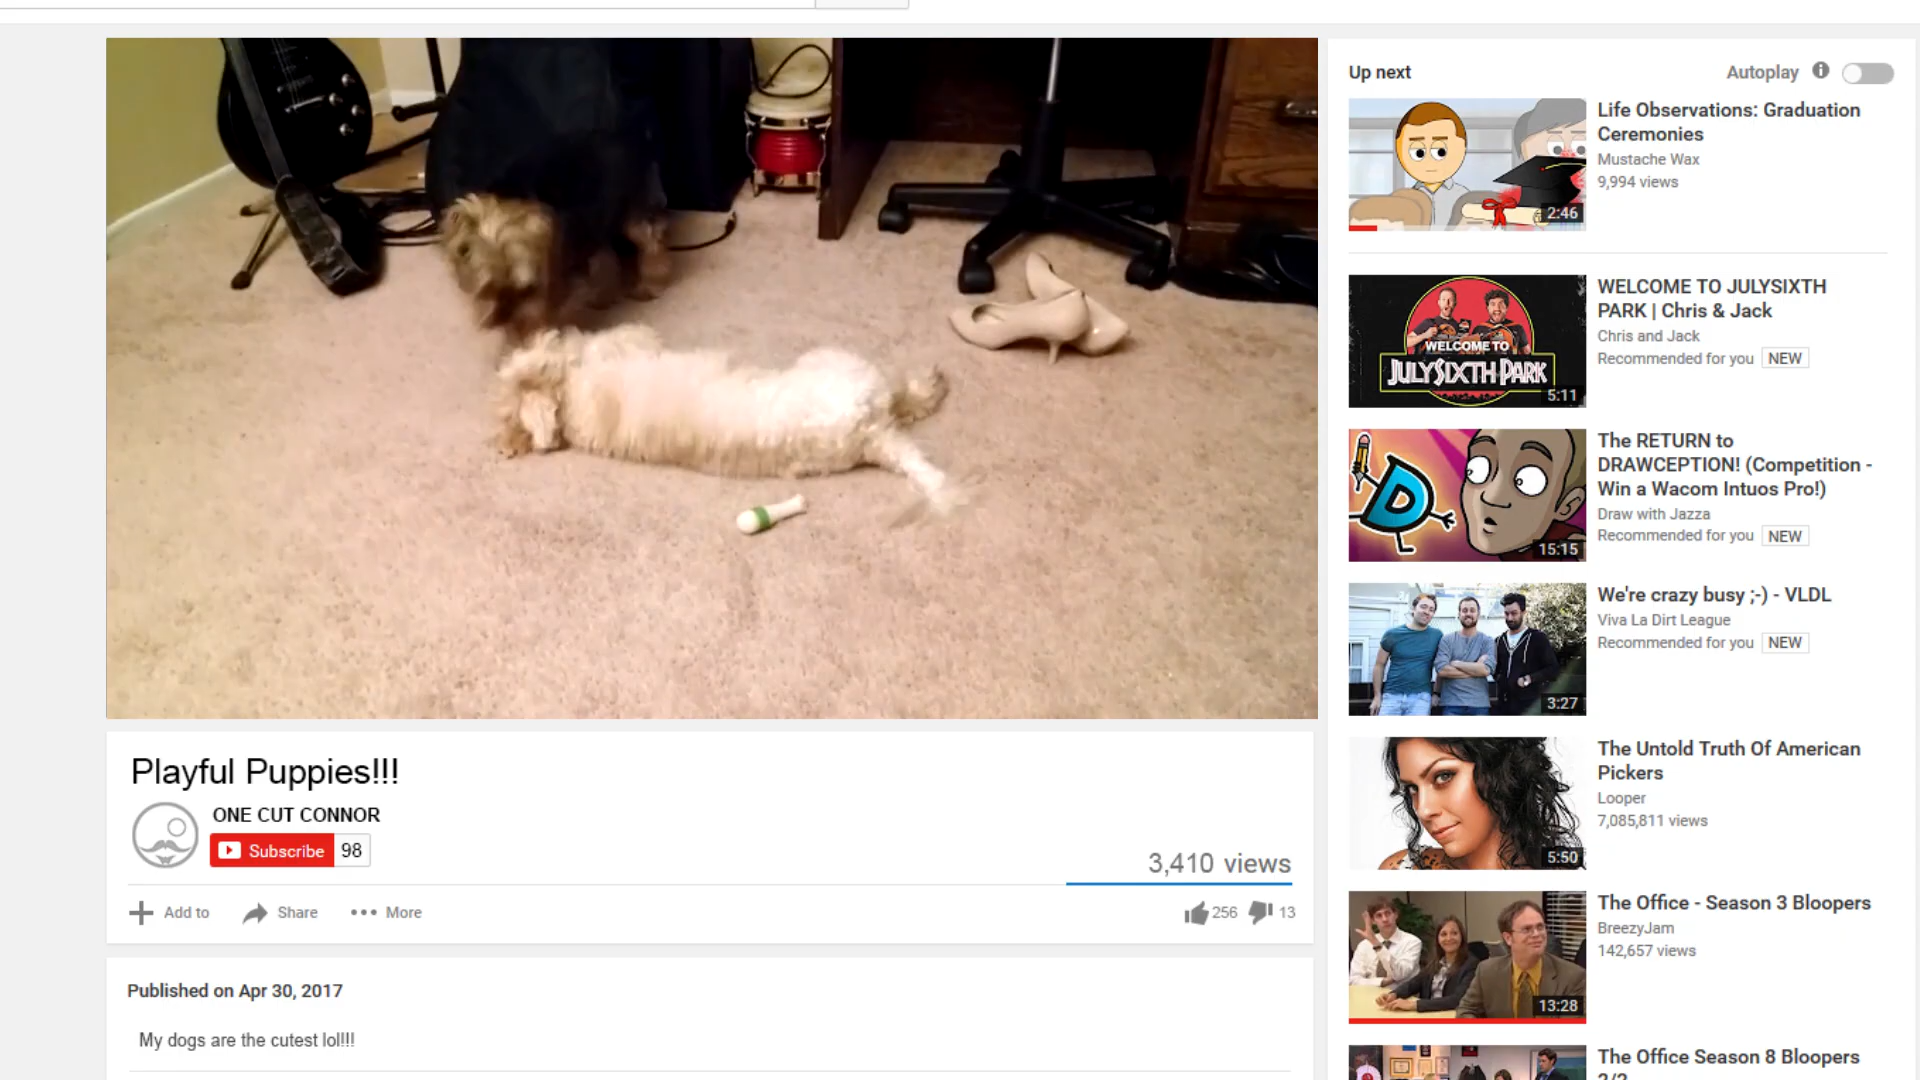 Up next
Autoplay
Life Observations: Graduation
Ceremonies
Mustache Wax
9,994 views
2:46
WELCOME TO JULYSIXTH
PARK | Chris & Jack
Chris and Jack
Recommended for you NEW
WELCOME TO
JULYSIXTH PARK
5:11
The RETURN to
DRAWCEPTION! (Competition -
Win a Wacom Intuos Pro!)
Draw with Jazza
Recommended for you NEW
D
15:15
We're crazy busy ;-) - VLDL
Viva La Dirt League
Recommended for you NEW
3:27
The Untold Truth Of American
Pickers
Looper
7,085,811 views
5:50
The Office - Season 3 Bloopers
BreezyJam
142,657 views
13:28
The Office Season 8 Bloopers
Playful Puppies!!!
ONE CUT CONNOR
Subscribe 98
3,410 views
Add to Share More
256 13
Published on Apr 30, 2017
My dogs are the cutest lol!!!